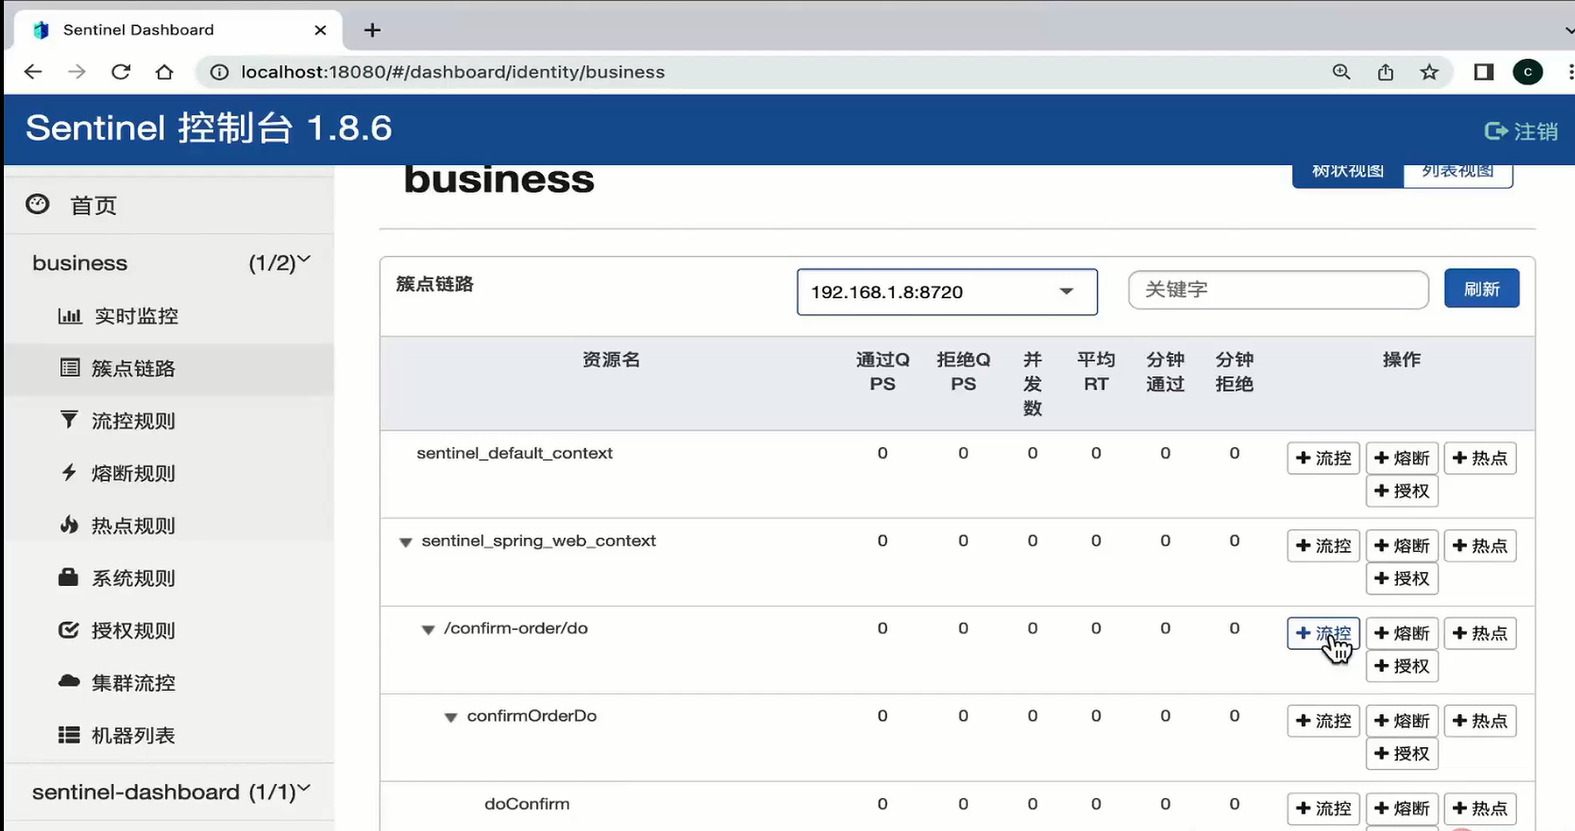 Sentinel Dashboard
localhost:18080/#/dashboard/identity/business
C
Sentinel 控制台 1.8.6
注销
business
树状视图 列表视图
首页
business (1/2)
实时监控
簇点链路
流控规则
熔断规则
热点规则
系统规则
授权规则
集群流控
机器列表
sentinel-dashboard (1/1)
簇点链路 192.168.1.8:8720 关键字 刷新
资源名 通过QPS 拒绝QPS 并发数 平均RT 分钟通过 分钟拒绝 操作
sentinel_default_context 0 0 0 0 0 0 流控 熔断 热点
授权
sentinel_spring_web_context 0 0 0 0 0 0 流控 熔断 热点
授权
/confirm-order/do 0 0 0 0 0 0 流控 熔断 热点
授权
confirmOrderDo 0 0 0 0 0 0 流控 熔断 热点
授权
doConfirm 0 0 0 0 0 0 流控 熔断 热点